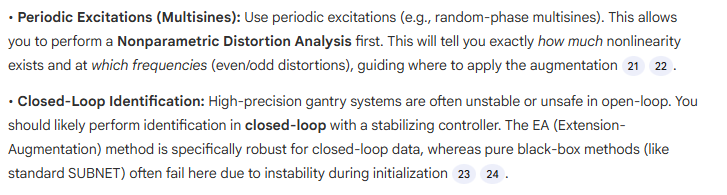 • Periodic Excitations (Multisines): Use periodic excitations (e.g., random-phase multisines). This allows
you to perform a Nonparametric Distortion Analysis first. This will tell you exactly how much nonlinearity
exists and at which frequencies (even/odd distortions), guiding where to apply the augmentation 21 22 .
• Closed-Loop Identification: High-precision gantry systems are often unstable or unsafe in open-loop. You
should likely perform identification in closed-loop with a stabilizing controller. The EA (Extension-
Augmentation) method is specifically robust for closed-loop data, whereas pure black-box methods (like
standard SUBNET) often fail here due to instability during initialization 23 24 .